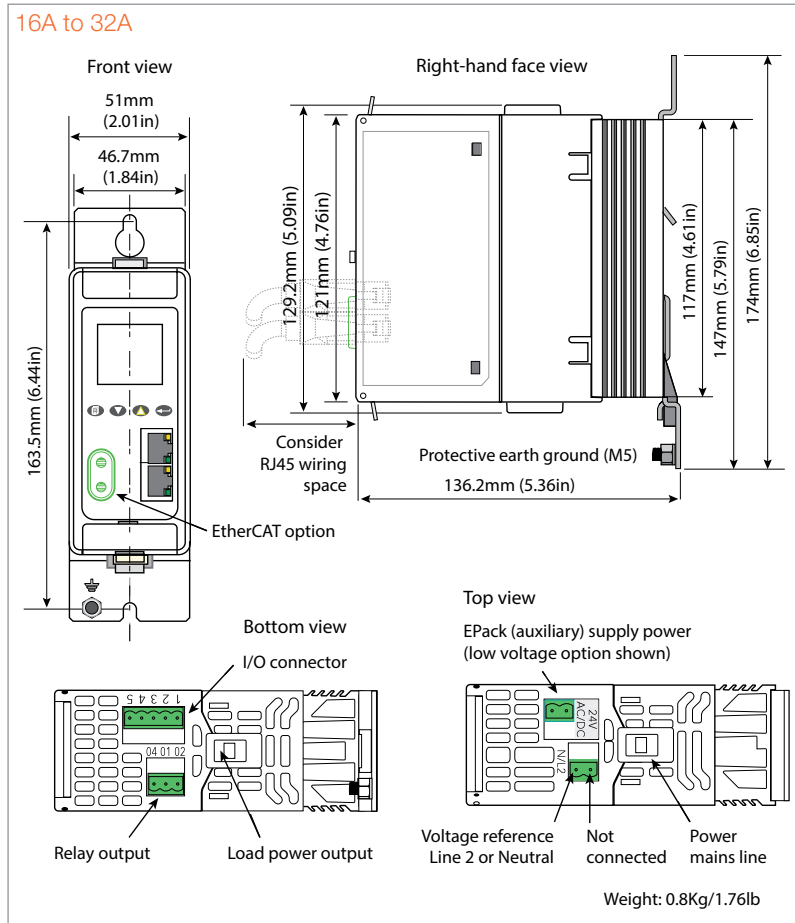 16A to 32A
Front view
51mm
(2.01in)
46.7mm
(1.84in)
163.5mm (6.44in)
EtherCAT option
Right-hand face view
129.2mm (5.09in)
121mm (4.76in)
117mm (4.61in)
147mm (5.79in)
174mm (6.85in)
Consider
RJ45 wiring
space
Protective earth ground (M5)
136.2mm (5.36in)
Bottom view
I/O connector
5 4 3 2 1
04 01 02
Relay output
Load power output
Top view
EPack (auxiliary) supply power
(low voltage option shown)
24V
AC/DC
N/L2
Voltage reference
Line 2 or Neutral
Not
connected
Power
mains line
Weight: 0.8Kg/1.76lb